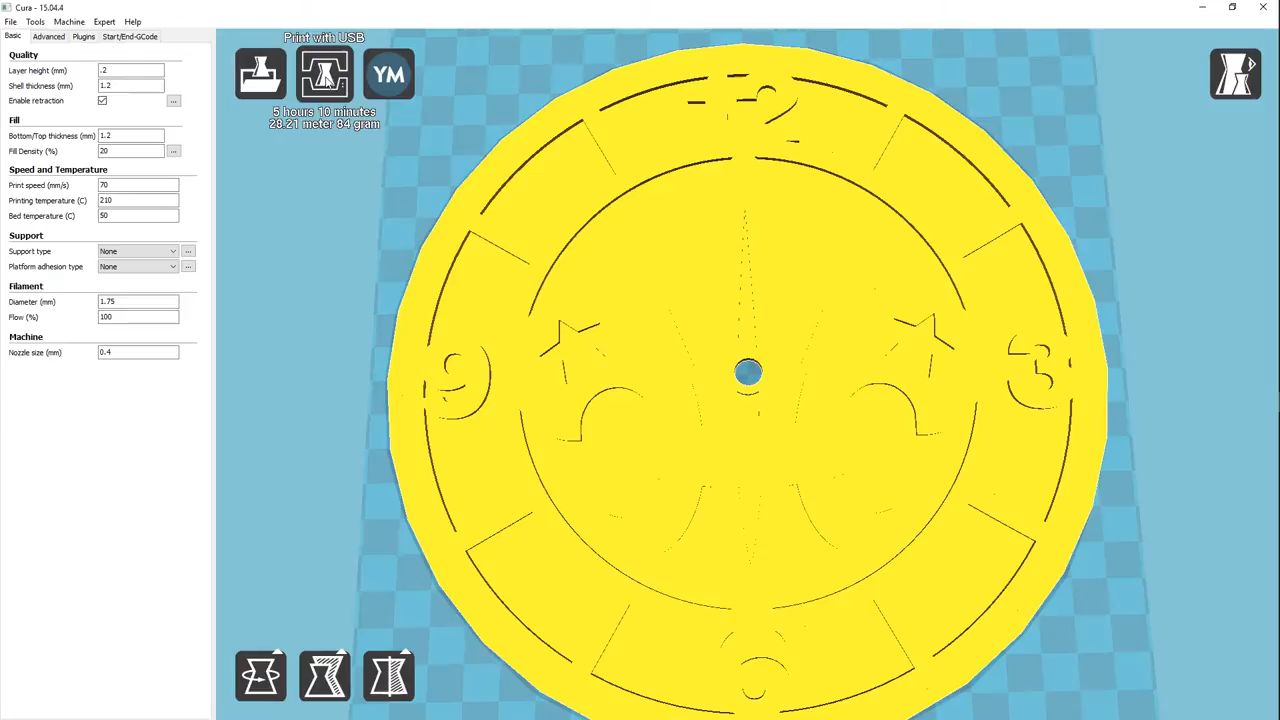 Cura - 15.04.4
File Tools Machine Expert Help
Basic Advanced Plugins Start/End-GCode
Quality
Layer height (mm) .2
Shell thickness (mm) 1.2
Enable retraction ...
Fill
Bottom/Top thickness (mm) 1.2
Fill Density (%) 20 ...
Speed and Temperature
Print speed (mm/s) 70
Printing temperature (C) 210
Bed temperature (C) 50
Support
Support type None ...
Platform adhesion type None ...
Filament
Diameter (mm) 1.75
Flow (%) 100
Machine
Nozzle size (mm) 0.4
Print with USB
YM
5 hours 10 minutes
28.21 meter 84 gram
12
9
3
6